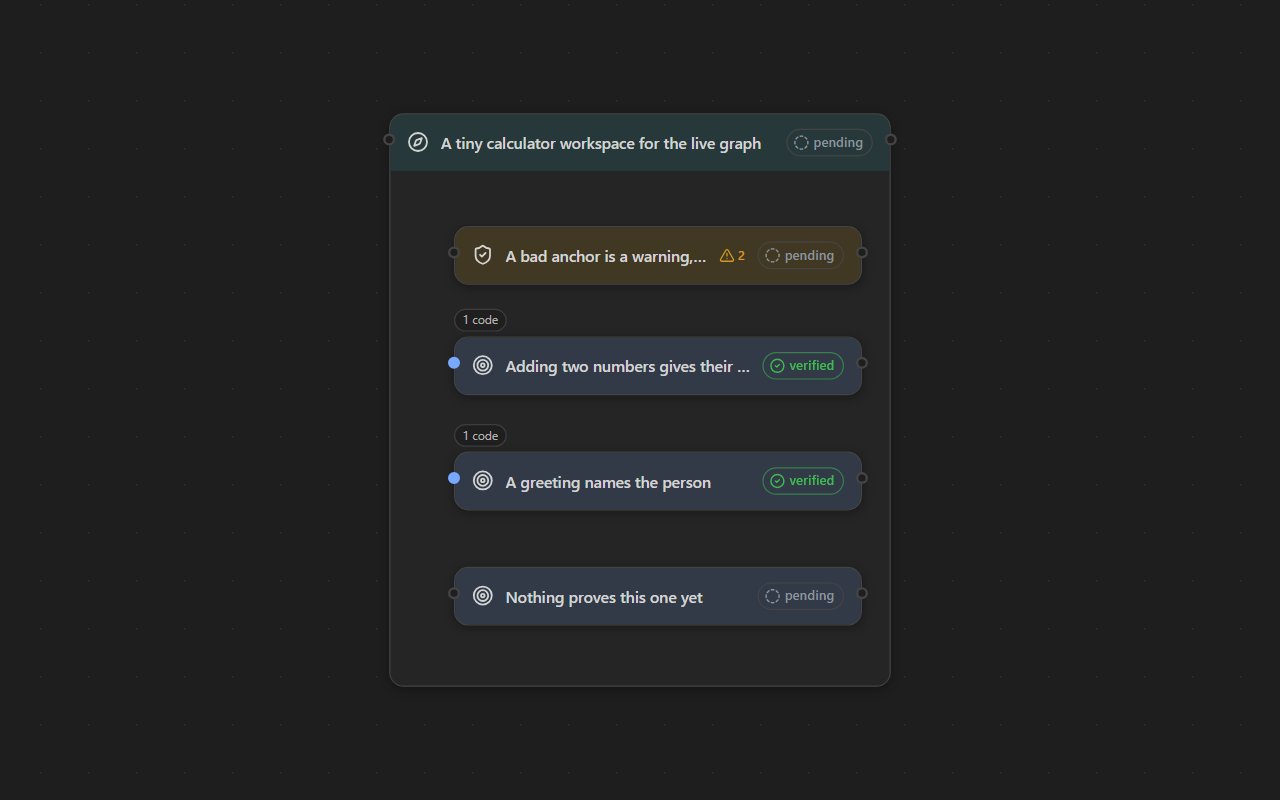 A tiny calculator workspace for the live graph pending
A bad anchor is a warning,... 2 pending
1 code
Adding two numbers gives their ... verified
1 code
A greeting names the person verified
Nothing proves this one yet pending